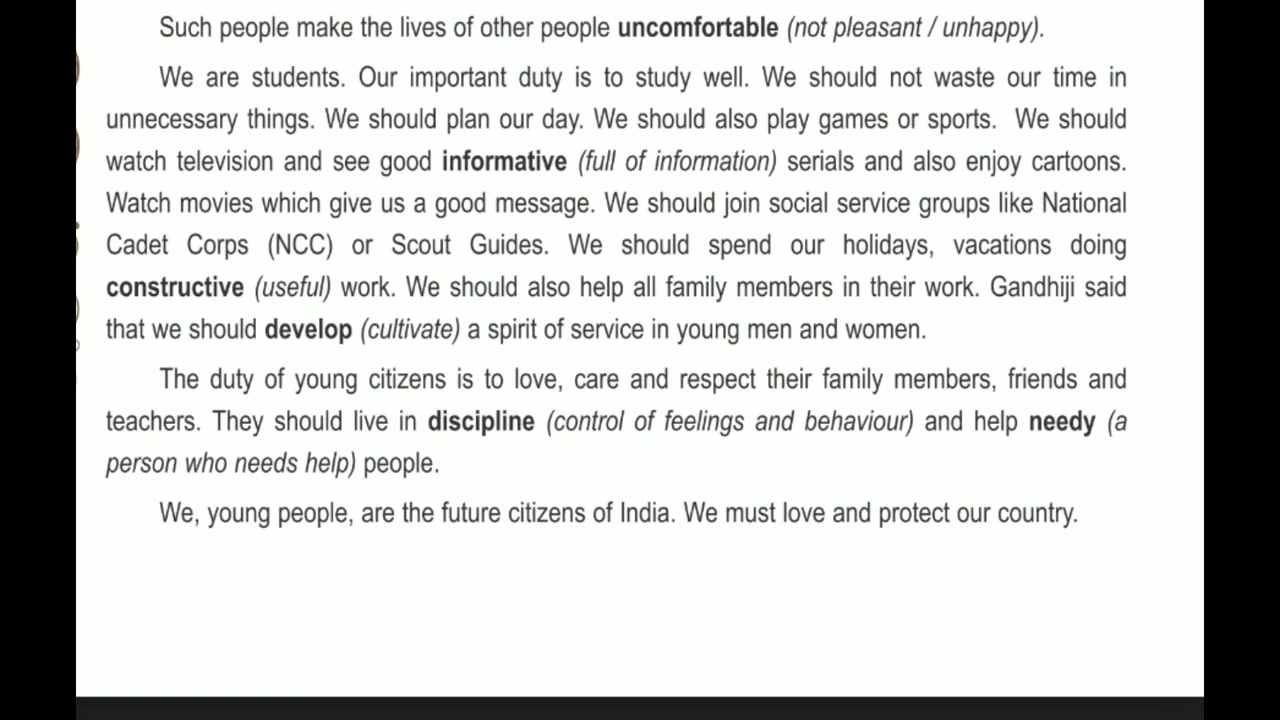 Such people make the lives of other people uncomfortable (not pleasant / unhappy).
We are students. Our important duty is to study well. We should not waste our time in
unnecessary things. We should plan our day. We should also play games or sports.  We should
watch television and see good informative (full of information) serials and also enjoy cartoons.
Watch movies which give us a good message. We should join social service groups like National
Cadet Corps (NCC) or Scout Guides. We should spend our holidays, vacations doing
constructive (useful) work. We should also help all family members in their work. Gandhiji said
that we should develop (cultivate) a spirit of service in young men and women.
The duty of young citizens is to love, care and respect their family members, friends and
teachers. They should live in discipline (control of feelings and behaviour) and help needy (a
person who needs help) people.
We, young people, are the future citizens of India. We must love and protect our country.